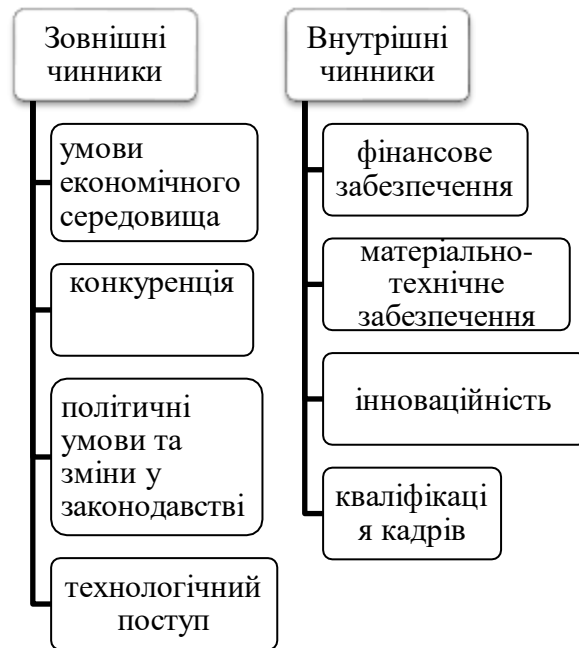 Зовнішні
чинники
умови
економічного
середовища
конкуренція
політичні
умови та
зміни у
законодавстві
технологічний
поступ
Внутрішні
чинники
фінансове
забезпечення
матеріально-
технічне
забезпечення
інноваційність
кваліфікаці
я кадрів